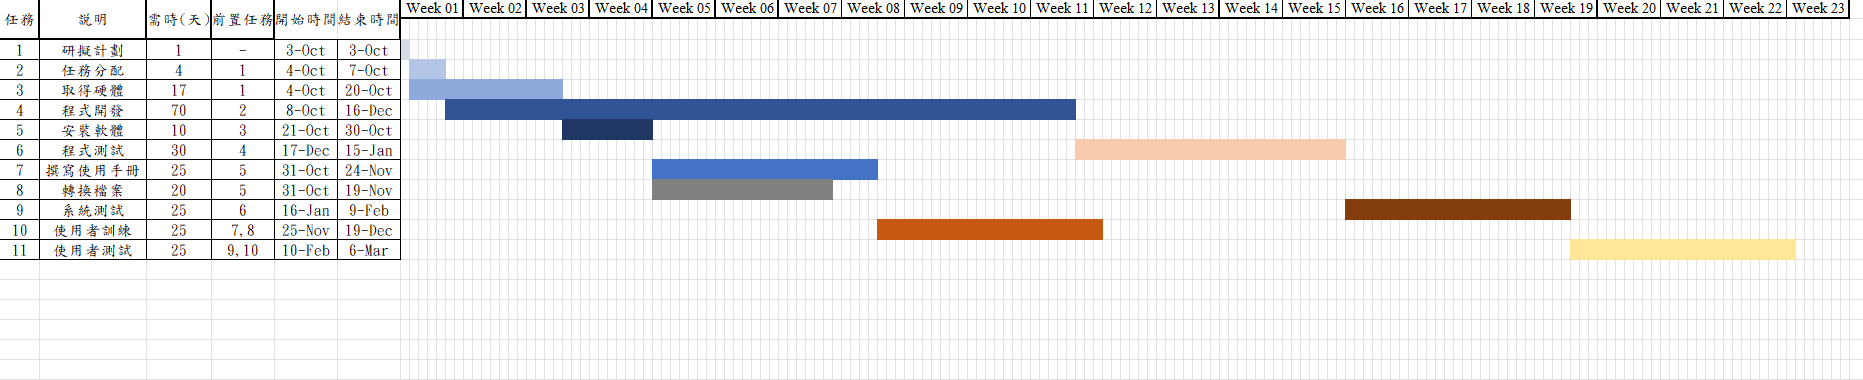 任務 說明 需時(天) 前置任務 開始時間 結束時間 Week 01 Week 02 Week 03 Week 04 Week 05 Week 06 Week 07 Week 08 Week 09 Week 10 Week 11 Week 12 Week 13 Week 14 Week 15 Week 16 Week 17 Week 18 Week 19 Week 20 Week 21 Week 22 Week 23
1 研擬計劃 1 - 3-Oct 3-Oct
2 任務分配 4 1 4-Oct 7-Oct
3 取得硬體 17 1 4-Oct 20-Oct
4 程式開發 70 2 8-Oct 16-Dec
5 安裝軟體 10 3 21-Oct 30-Oct
6 程式測試 30 4 17-Dec 15-Jan
7 撰寫使用手冊 25 5 31-Oct 24-Nov
8 轉換檔案 20 5 31-Oct 19-Nov
9 系統測試 25 6 16-Jan 9-Feb
10 使用者訓練 25 7,8 25-Nov 19-Dec
11 使用者測試 25 9,10 10-Feb 6-Mar